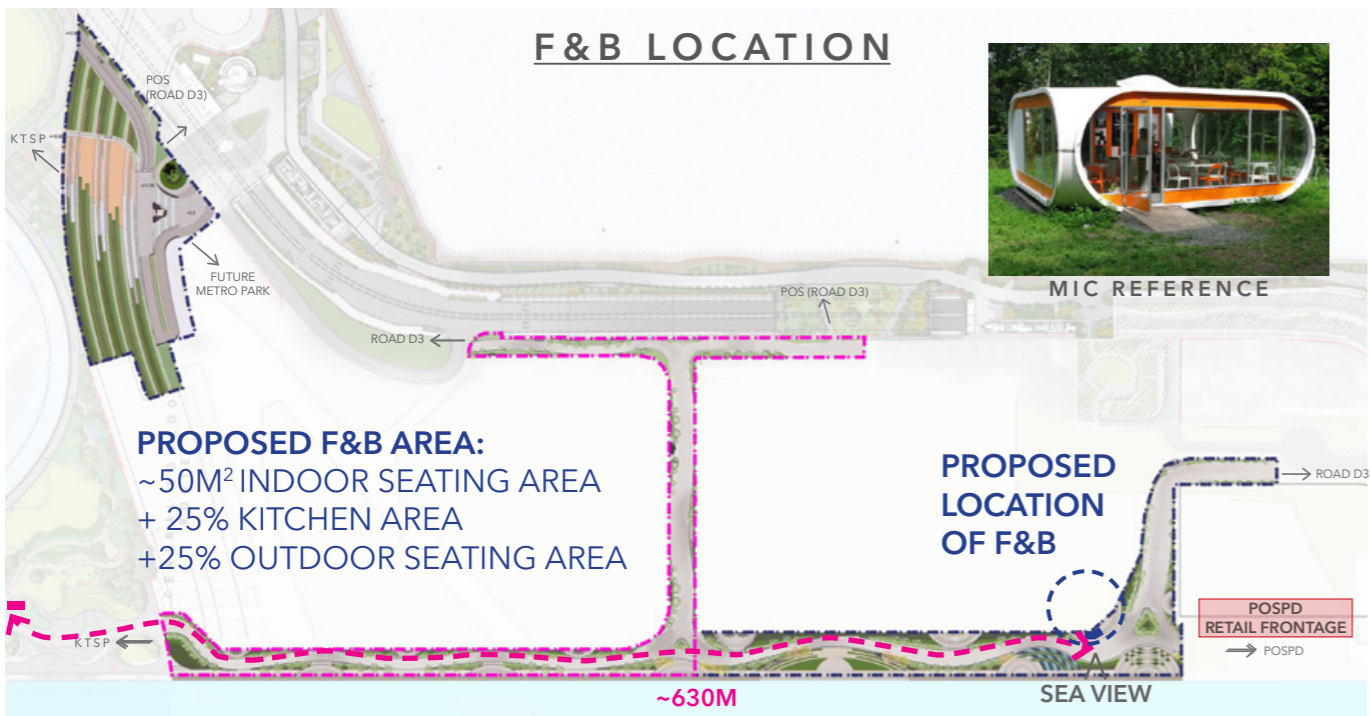 F&B LOCATION
POS
(ROAD D3)
KTSP
FUTURE
METRO PARK
MIC REFERENCE
POS (ROAD D3)
ROAD D3
PROPOSED F&B AREA:
~50M² INDOOR SEATING AREA
+ 25% KITCHEN AREA
+25% OUTDOOR SEATING AREA
PROPOSED
LOCATION
OF F&B
ROAD D3
POSPD
RETAIL FRONTAGE
POSPD
KTSP
SEA VIEW
~630M